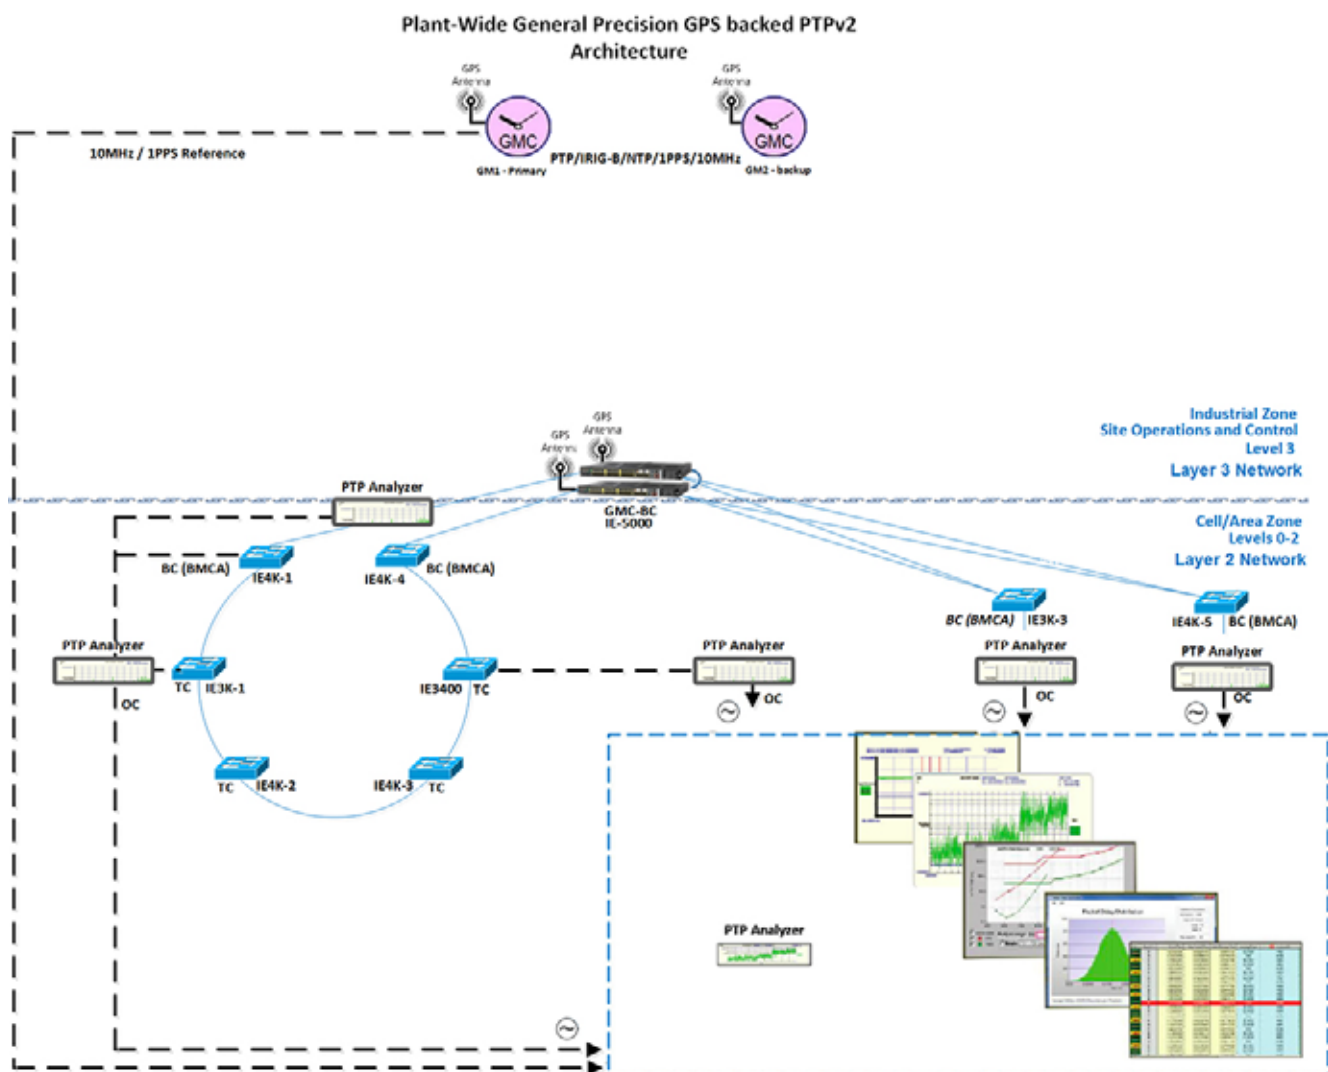 Plant-Wide General Precision GPS backed PTPv2
Architecture
GPS
Antenna
GPS
Antenna
GMC
GMC
10MHz / 1PPS Reference
PTP/IRIG-B/NTP/1PPS/10MHz
GM1 - Primary
GM2 - backup
GPS
Antenna
GPS
Antenna
Industrial Zone
Site Operations and Control
Level 3
Layer 3 Network
PTP Analyzer
GMC-BC
IE-5000
Cell/Area Zone
Levels 0-2
Layer 2 Network
BC (BMCA)
IE4K-1
IE4K-4
BC (BMCA)
BC (BMCA)
IE3K-3
IE4K-5
BC (BMCA)
PTP Analyzer
PTP Analyzer
PTP Analyzer
PTP Analyzer
TC
IE3K-1
IE3400
TC
OC
OC
OC
OC
TC
IE4K-2
IE4K-3
TC
Packet Delay Distribution
PTP Analyzer